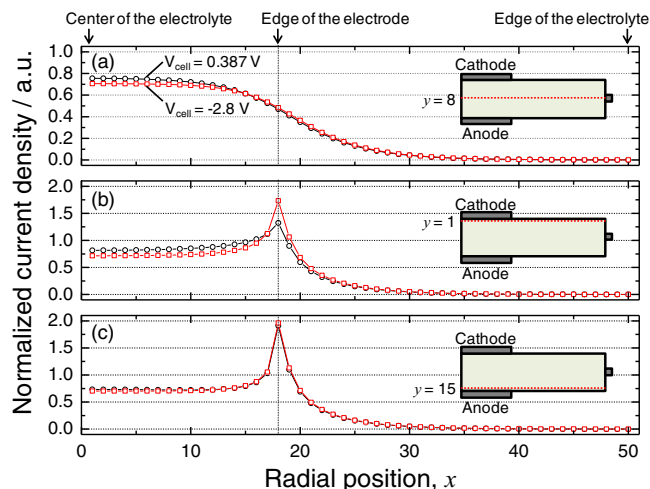 Center of the electrolyte Edge of the electrode Edge of the electrolyte
Normalized current density / a.u.
(a)
V_cell = 0.387 V
V_cell = -2.8 V
1.0
0.8
0.6
0.4
0.2
0.0
Cathode
y = 8
Anode
(b)
2.0
1.5
1.0
0.5
0.0
Cathode
y = 1
Anode
(c)
2.0
1.5
1.0
0.5
0.0
Cathode
y = 15
Anode
0 10 20 30 40 50
Radial position, x